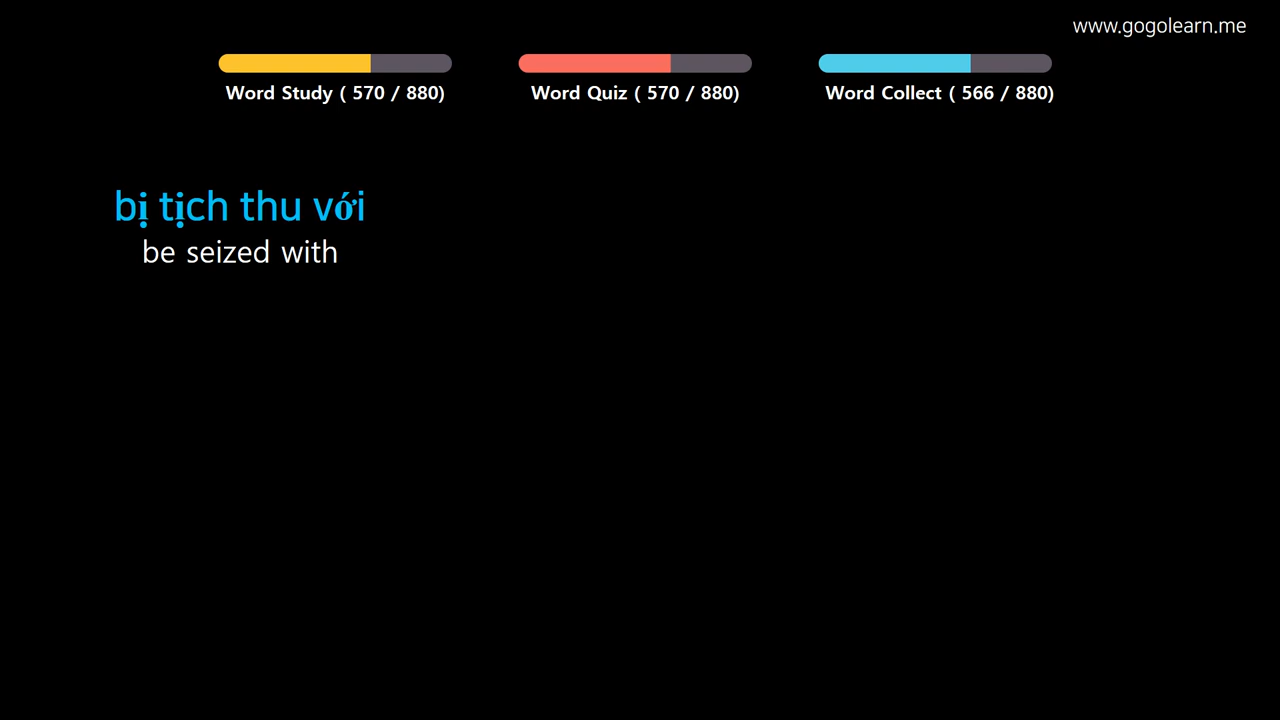 www.gogolearn.me
Word Study ( 570 / 880)
Word Quiz ( 570 / 880)
Word Collect ( 566 / 880)
bị tịch thu với
be seized with